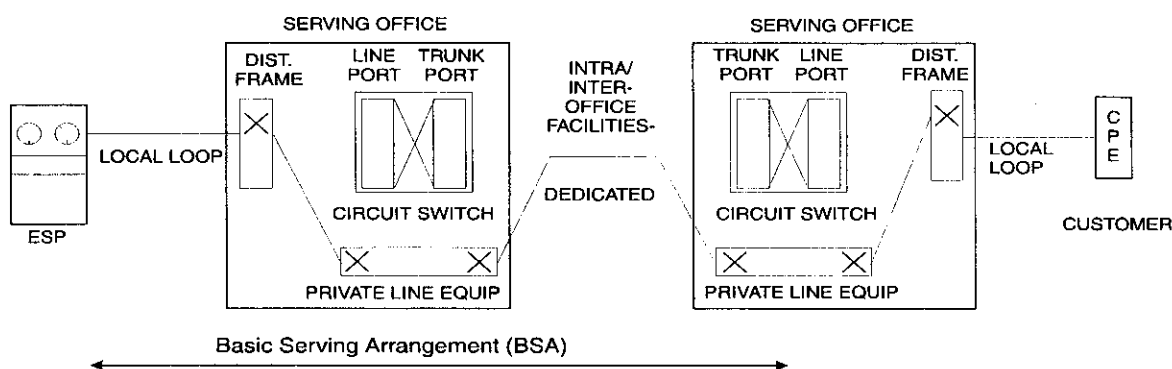 SERVING OFFICE
SERVING OFFICE
DIST.
FRAME
LINE
PORT
TRUNK
PORT
INTRA/
INTER-
OFFICE
FACILITIES-
DEDICATED
TRUNK
PORT
LINE
PORT
DIST.
FRAME
LOCAL LOOP
CIRCUIT SWITCH
CIRCUIT SWITCH
LOCAL
LOOP
C
P
E
ESP
CUSTOMER
PRIVATE LINE EQUIP
PRIVATE LINE EQUIP
Basic Serving Arrangement (BSA)